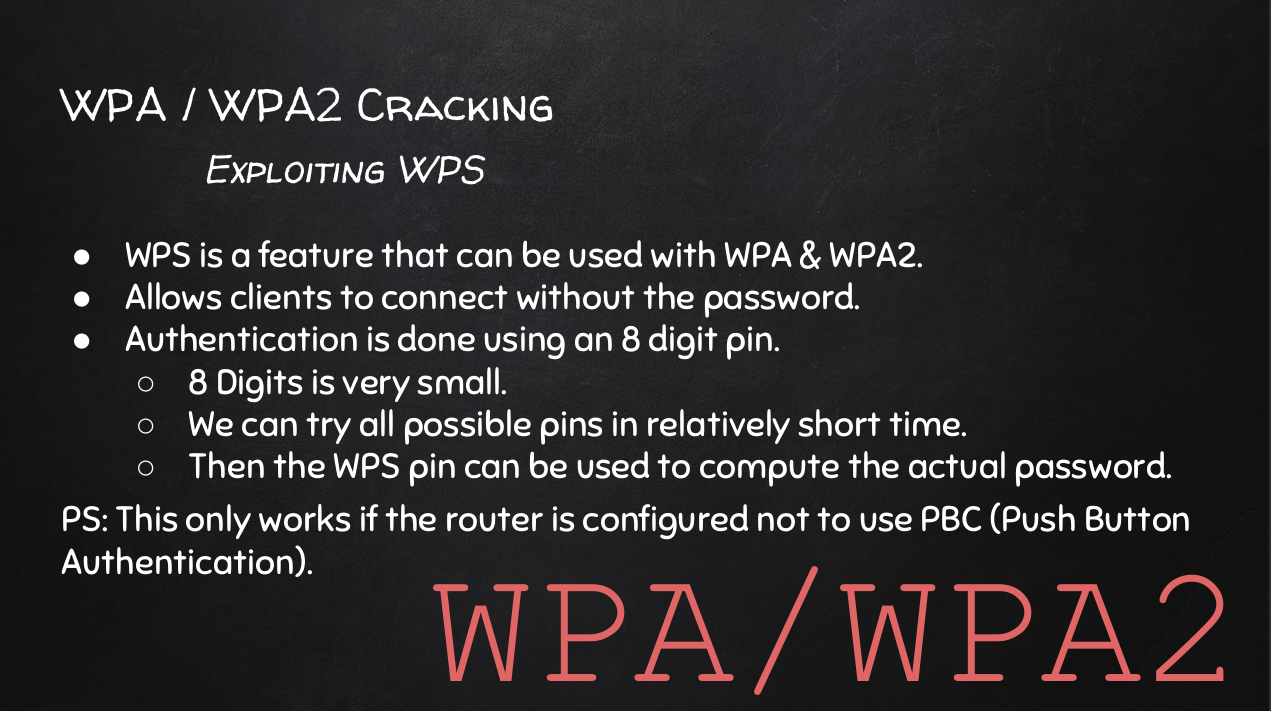 WPA / WPA2 Cracking
Exploiting WPS
● WPS is a feature that can be used with WPA & WPA2.
● Allows clients to connect without the password.
● Authentication is done using an 8 digit pin.
○ 8 Digits is very small.
○ We can try all possible pins in relatively short time.
○ Then the WPS pin can be used to compute the actual password.
PS: This only works if the router is configured not to use PBC (Push Button
Authentication).
WPA/WPA2